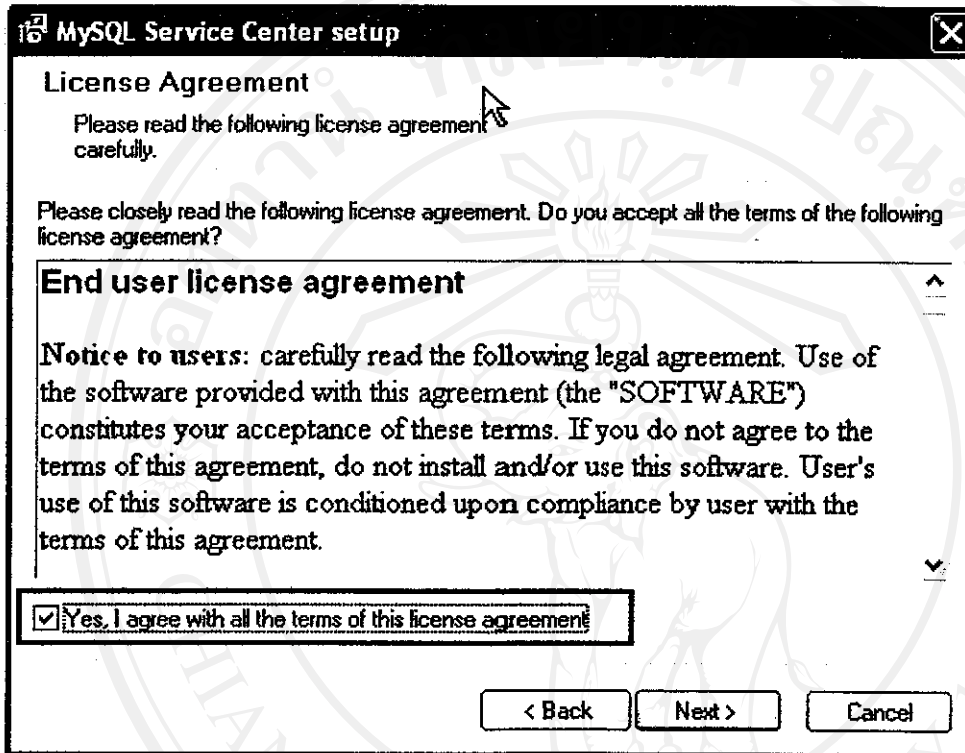 MySQL Service Center setup
License Agreement
Please read the following license agreement
carefully.
Please closely read the following license agreement. Do you accept all the terms of the following
license agreement?
End user license agreement
Notice to users: carefully read the following legal agreement. Use of
the software provided with this agreement (the "SOFTWARE")
constitutes your acceptance of these terms. If you do not agree to the
terms of this agreement, do not install and/or use this software. User's
use of this software is conditioned upon compliance by user with the
terms of this agreement.
Yes, I agree with all the terms of this license agreement
< Back
Next >
Cancel